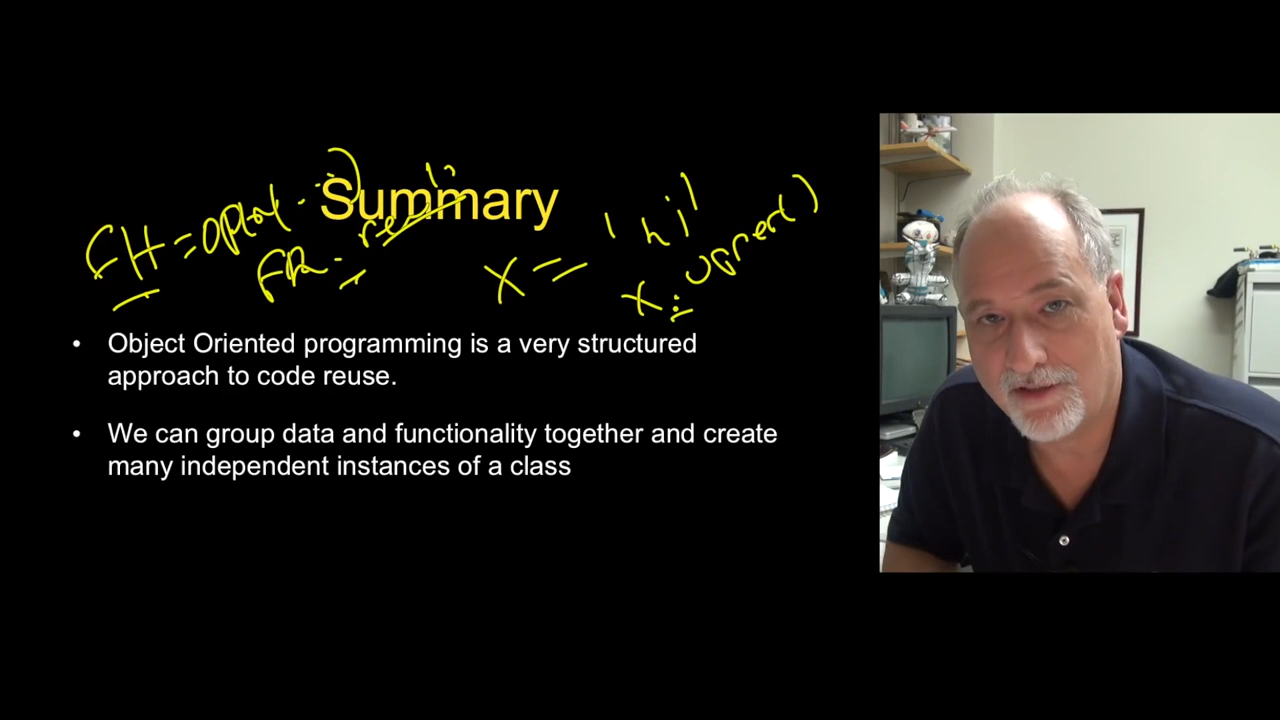 Summary
FH = open(...)
x = 'hi'
x.upper()
• Object Oriented programming is a very structured
approach to code reuse.
• We can group data and functionality together and create
many independent instances of a class